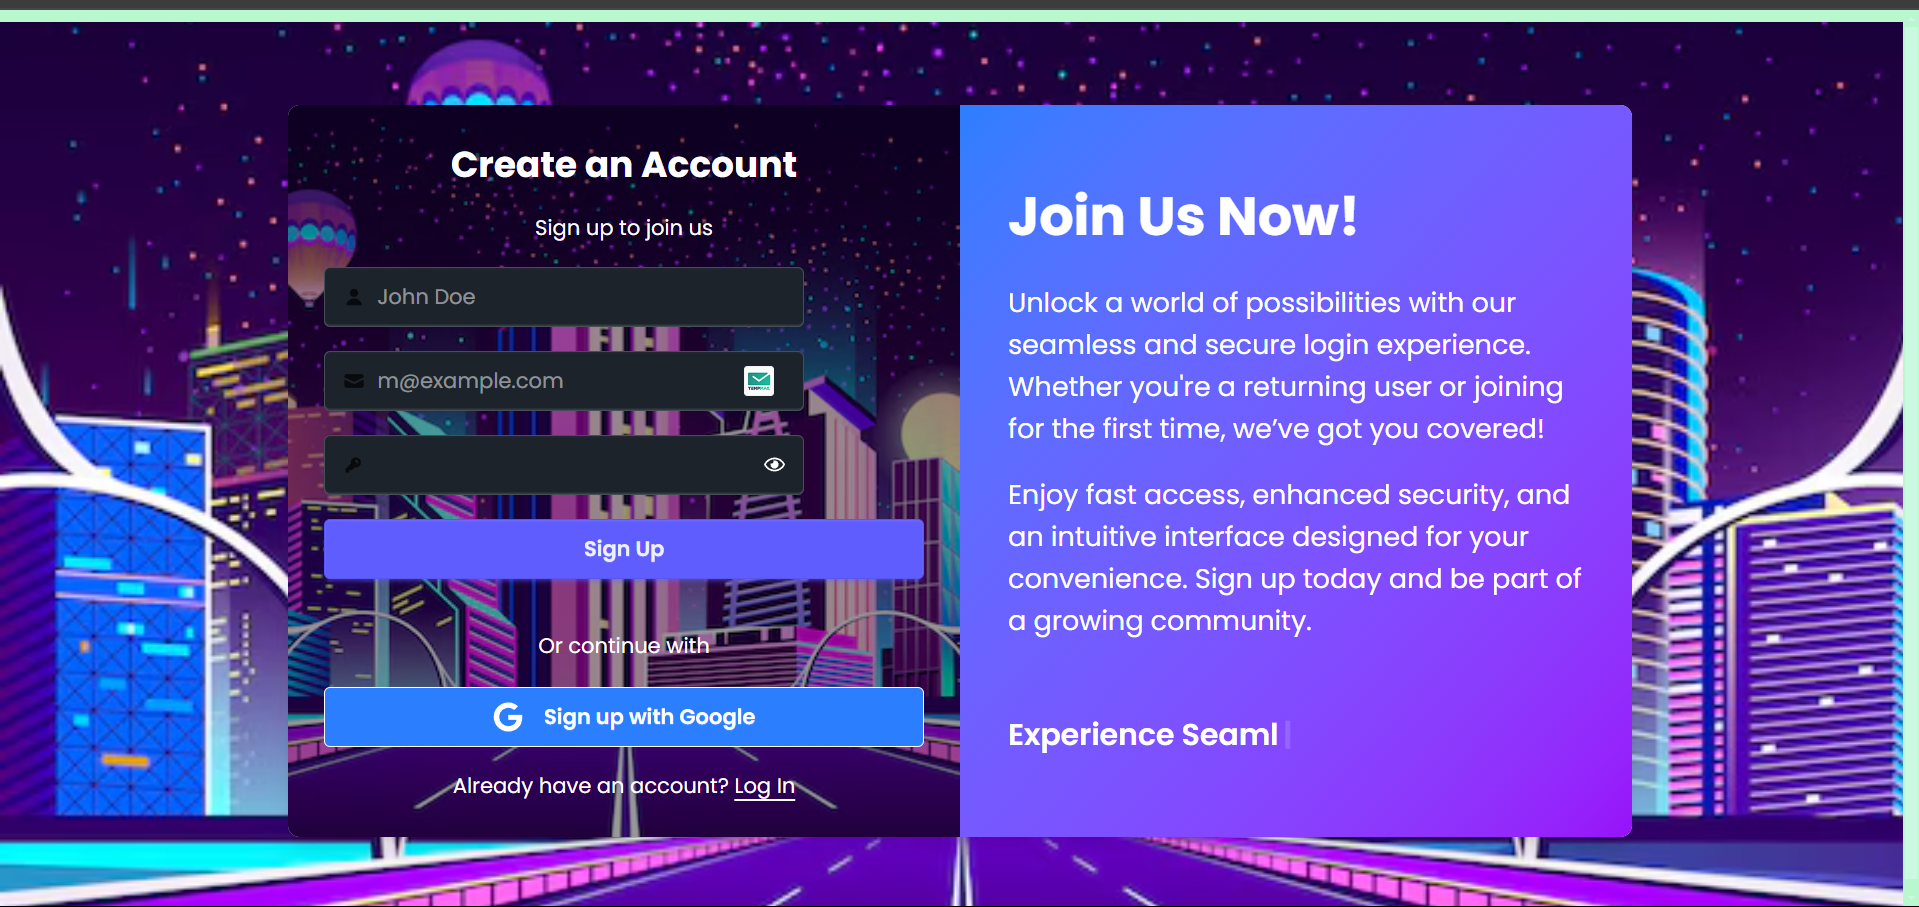 Create an Account
Sign up to join us
John Doe
m@example.com
Sign Up
Or continue with
Sign up with Google
Already have an account? Log In
Join Us Now!
Unlock a world of possibilities with our
seamless and secure login experience.
Whether you're a returning user or joining
for the first time, we’ve got you covered!
Enjoy fast access, enhanced security, and
an intuitive interface designed for your
convenience. Sign up today and be part of
a growing community.
Experience Seaml